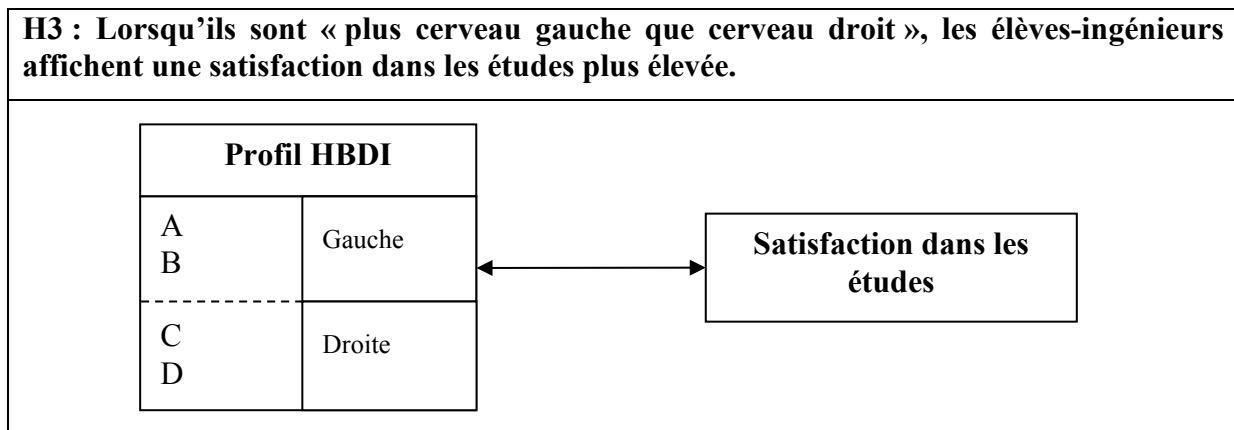 H3 : Lorsqu’ils sont « plus cerveau gauche que cerveau droit », les élèves-ingénieurs
affichent une satisfaction dans les études plus élevée.
Profil HBDI
A
B
Gauche
C
D
Droite
Satisfaction dans les
études